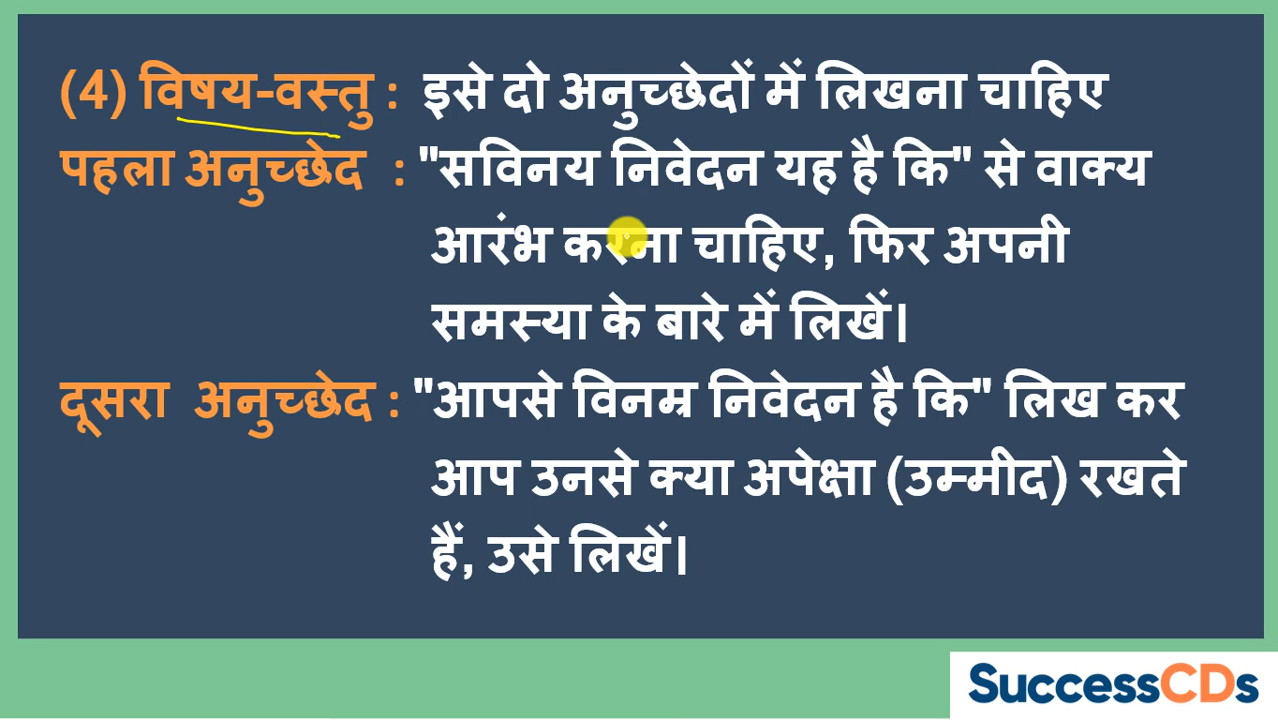 (4) विषय-वस्तु : इसे दो अनुच्छेदों में लिखना चाहिए
पहला अनुच्छेद : "सविनय निवेदन यह है कि" से वाक्य
आरंभ करना चाहिए, फिर अपनी
समस्या के बारे में लिखें।
दूसरा अनुच्छेद : "आपसे विनम्र निवेदन है कि" लिख कर
आप उनसे क्या अपेक्षा (उम्मीद) रखते
हैं, उसे लिखें।
SuccessCDs